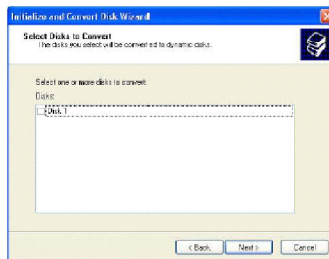 Initialize and Convert Disk Wizard
Select Disks to Convert
The disks you select will be converted to dynamic disks.
Select one or more disks to convert:
Disks:
Disk 1
< Back
Next >
Cancel